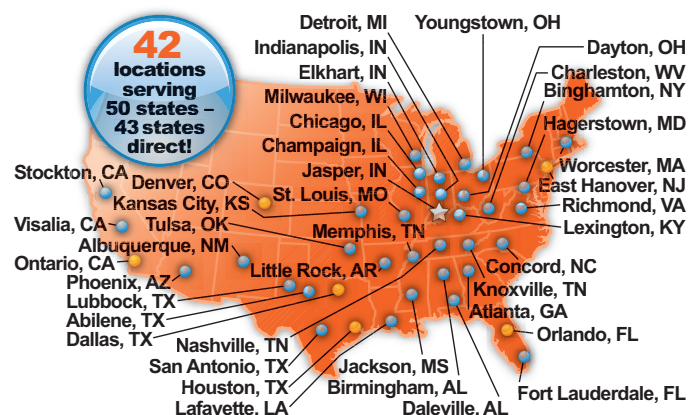 42
locations
serving
50 states –
43 states
direct!
Detroit, MI
Youngstown, OH
Indianapolis, IN
Dayton, OH
Elkhart, IN
Charleston, WV
Milwaukee, WI
Binghamton, NY
Chicago, IL
Hagerstown, MD
Champaign, IL
Jasper, IN
Worcester, MA
Stockton, CA
Denver, CO
St. Louis, MO
East Hanover, NJ
Kansas City, KS
Richmond, VA
Visalia, CA
Tulsa, OK
Memphis, TN
Lexington, KY
Albuquerque, NM
Ontario, CA
Little Rock, AR
Concord, NC
Phoenix, AZ
Knoxville, TN
Lubbock, TX
Atlanta, GA
Abilene, TX
Dallas, TX
Orlando, FL
Nashville, TN
San Antonio, TX
Jackson, MS
Houston, TX
Birmingham, AL
Fort Lauderdale, FL
Lafayette, LA
Daleville, AL